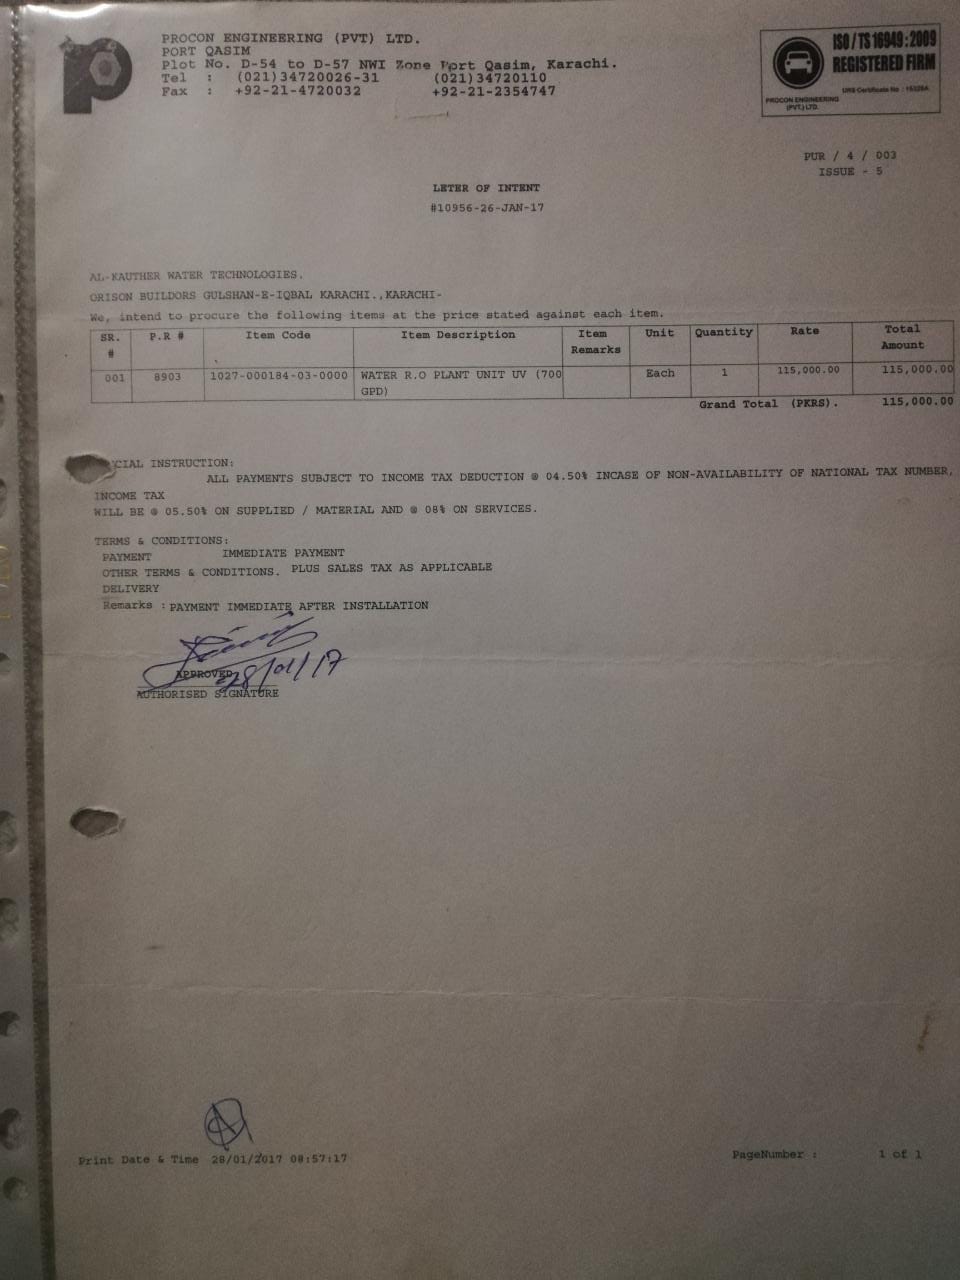 PROCON ENGINEERING (PVT) LTD.
PORT QASIM
Plot No. D-54 to D-57 NWI Zone Port Qasim, Karachi.
Tel : (021)34720026-31 (021)34720110
Fax : +92-21-4720032 +92-21-2354747
ISO/TS 16949:2009
REGISTERED FIRM
URS Certificate No : 15329A
PROCON ENGINEERING
(PVT.) LTD.
PUR / 4 / 003
ISSUE - 5
LETER OF INTENT
#10956-26-JAN-17
AL-KAUTHER WATER TECHNOLOGIES.
ORISON BUILDORS GULSHAN-E-IQBAL KARACHI.,KARACHI-
We, intend to procure the following items at the price stated against each item.
SR. # P.R # Item Code Item Description Item Remarks Unit Quantity Rate Total Amount
001 8903 1027-000184-03-0000 WATER R.O PLANT UNIT UV (700 GPD) Each 1 115,000.00 115,000.00
Grand Total (PKRS). 115,000.00
CIAL INSTRUCTION:
ALL PAYMENTS SUBJECT TO INCOME TAX DEDUCTION @ 04.50% INCASE OF NON-AVAILABILITY OF NATIONAL TAX NUMBER,
INCOME TAX
WILL BE @ 05.50% ON SUPPLIED / MATERIAL AND @ 08% ON SERVICES.
TERMS & CONDITIONS:
PAYMENT IMMEDIATE PAYMENT
OTHER TERMS & CONDITIONS. PLUS SALES TAX AS APPLICABLE
DELIVERY
Remarks : PAYMENT IMMEDIATE AFTER INSTALLATION
APPROVED 28/01/17
AUTHORISED SIGNATURE
Print Date & Time 28/01/2017 08:57:17
PageNumber : 1 of 1